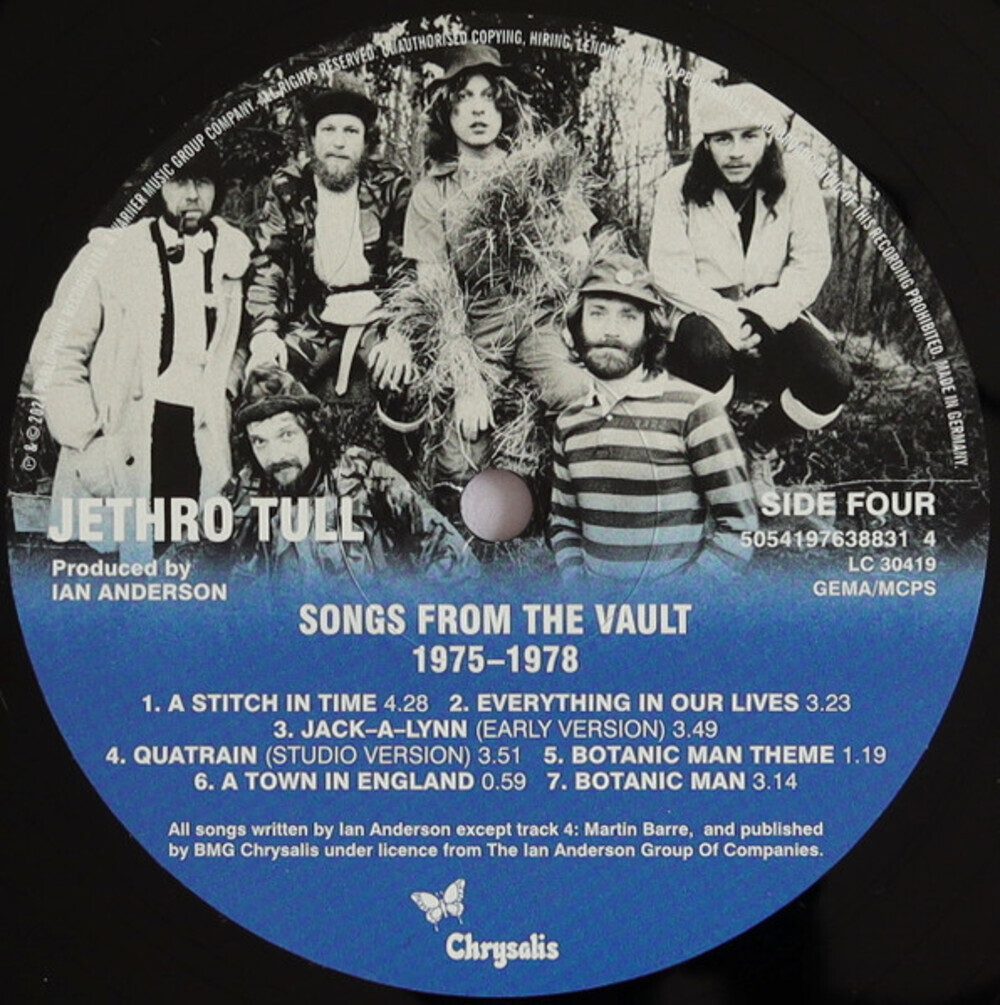 WARNER MUSIC GROUP COMPANY. ALL RIGHTS RESERVED. UNAUTHORISED COPYING, HIRING, LENDING
OF THIS RECORDING PROHIBITED. MADE IN GERMANY.
JETHRO TULL
Produced by
IAN ANDERSON
SIDE FOUR
5054197638831 4
LC 30419
GEMA/MCPS
SONGS FROM THE VAULT
1975–1978
1. A STITCH IN TIME 4.28 2. EVERYTHING IN OUR LIVES 3.23
3. JACK–A–LYNN (EARLY VERSION) 3.49
4. QUATRAIN (STUDIO VERSION) 3.51 5. BOTANIC MAN THEME 1.19
6. A TOWN IN ENGLAND 0.59 7. BOTANIC MAN 3.14
All songs written by Ian Anderson except track 4: Martin Barre, and published
by BMG Chrysalis under licence from The Ian Anderson Group Of Companies.
Chrysalis